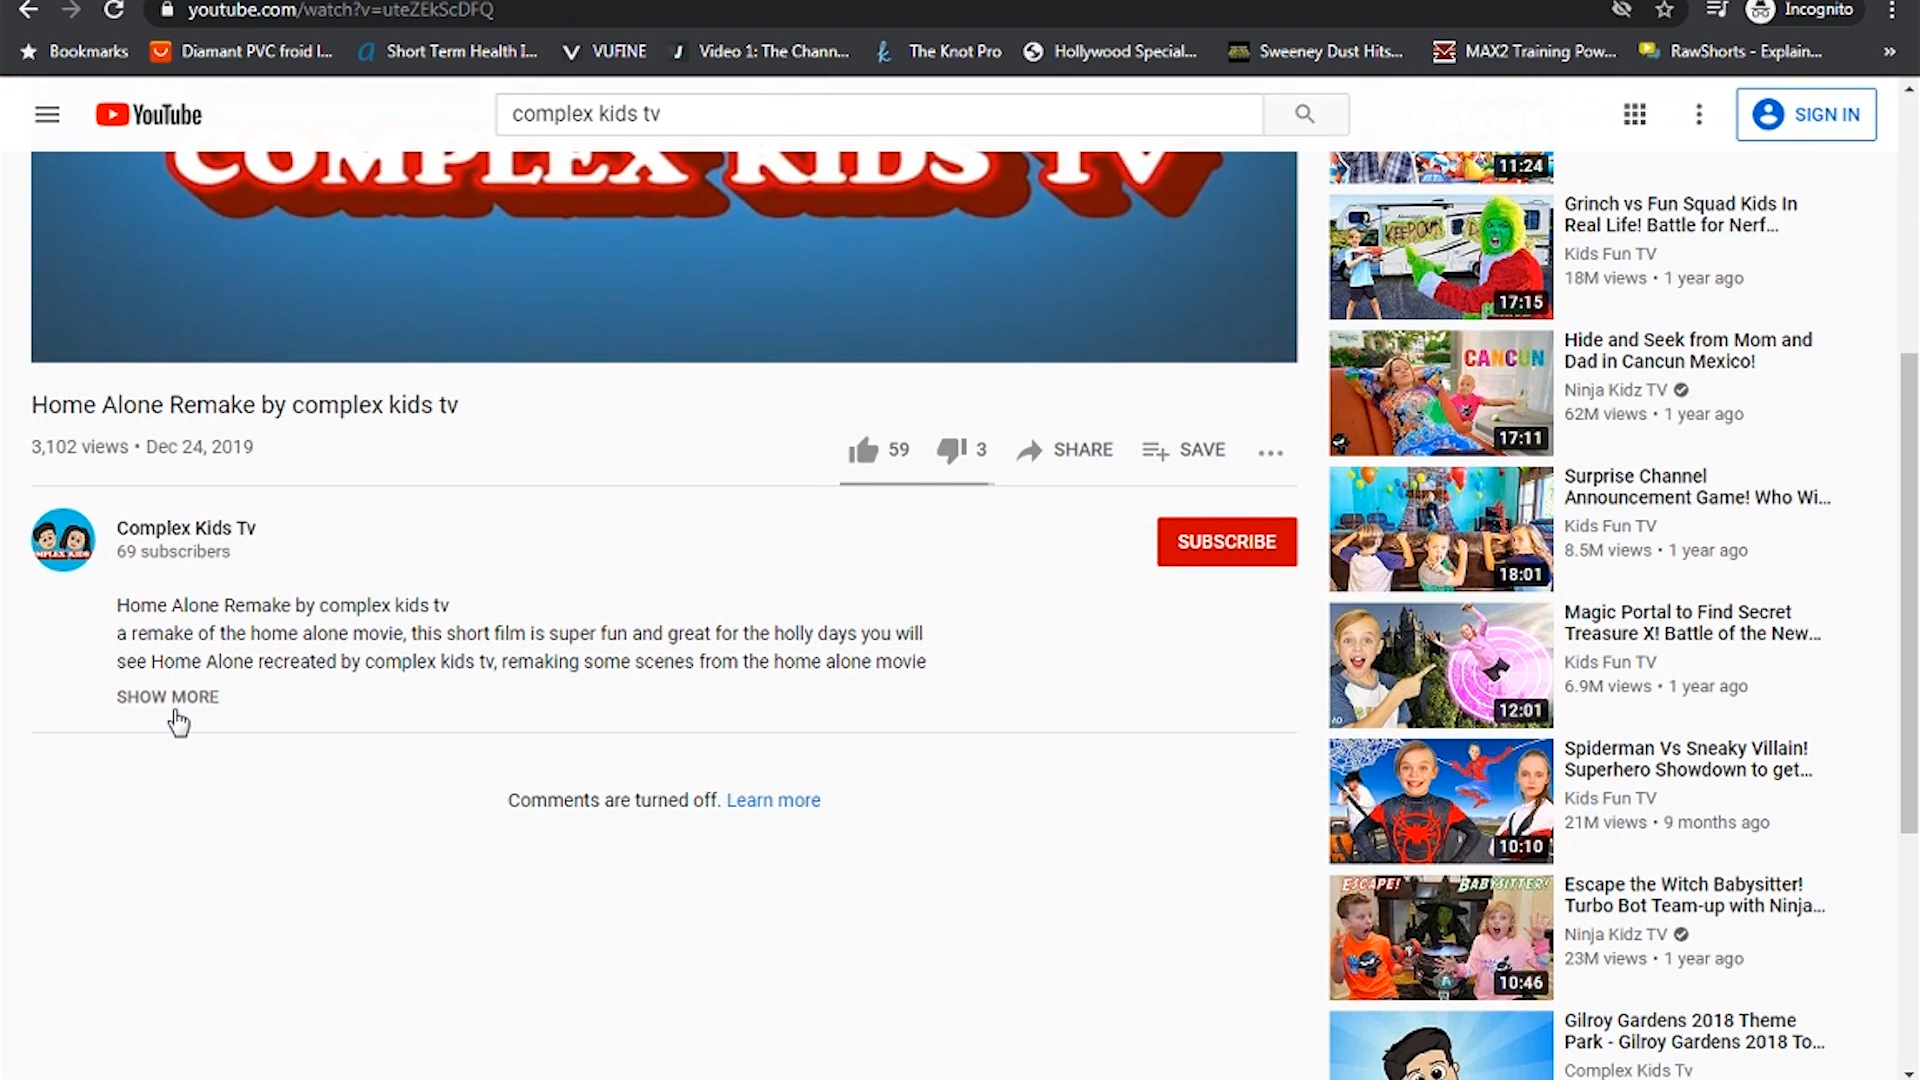 youtube.com/watch?v=uteZEkScDFQ
Incognito
Bookmarks
Diamant PVC froid l...
Short Term Health I...
VUFINE
Video 1: The Chann...
The Knot Pro
Hollywood Special...
Sweeney Dust Hits...
MAX2 Training Pow...
RawShorts - Explain...
YouTube
complex kids tv
SIGN IN
COMPLEX KIDS TV
Home Alone Remake by complex kids tv
3,102 views • Dec 24, 2019
59
3
SHARE
SAVE
Complex Kids Tv
69 subscribers
SUBSCRIBE
Home Alone Remake by complex kids tv
a remake of the home alone movie, this short film is super fun and great for the holly days you will
see Home Alone recreated by complex kids tv, remaking some scenes from the home alone movie
SHOW MORE
Comments are turned off. Learn more
11:24
KEEP OUT
17:15
Grinch vs Fun Squad Kids In
Real Life! Battle for Nerf...
Kids Fun TV
18M views • 1 year ago
CANCUN
17:11
Hide and Seek from Mom and
Dad in Cancun Mexico!
Ninja Kidz TV
62M views • 1 year ago
18:01
Surprise Channel
Announcement Game! Who Wi...
Kids Fun TV
8.5M views • 1 year ago
12:01
Magic Portal to Find Secret
Treasure X! Battle of the New...
Kids Fun TV
6.9M views • 1 year ago
10:10
Spiderman Vs Sneaky Villain!
Superhero Showdown to get...
Kids Fun TV
21M views • 9 months ago
ESCAPE!
BABYSITTER!
10:46
Escape the Witch Babysitter!
Turbo Bot Team-up with Ninja...
Ninja Kidz TV
23M views • 1 year ago
Gilroy Gardens 2018 Theme
Park - Gilroy Gardens 2018 To...
Complex Kids Tv